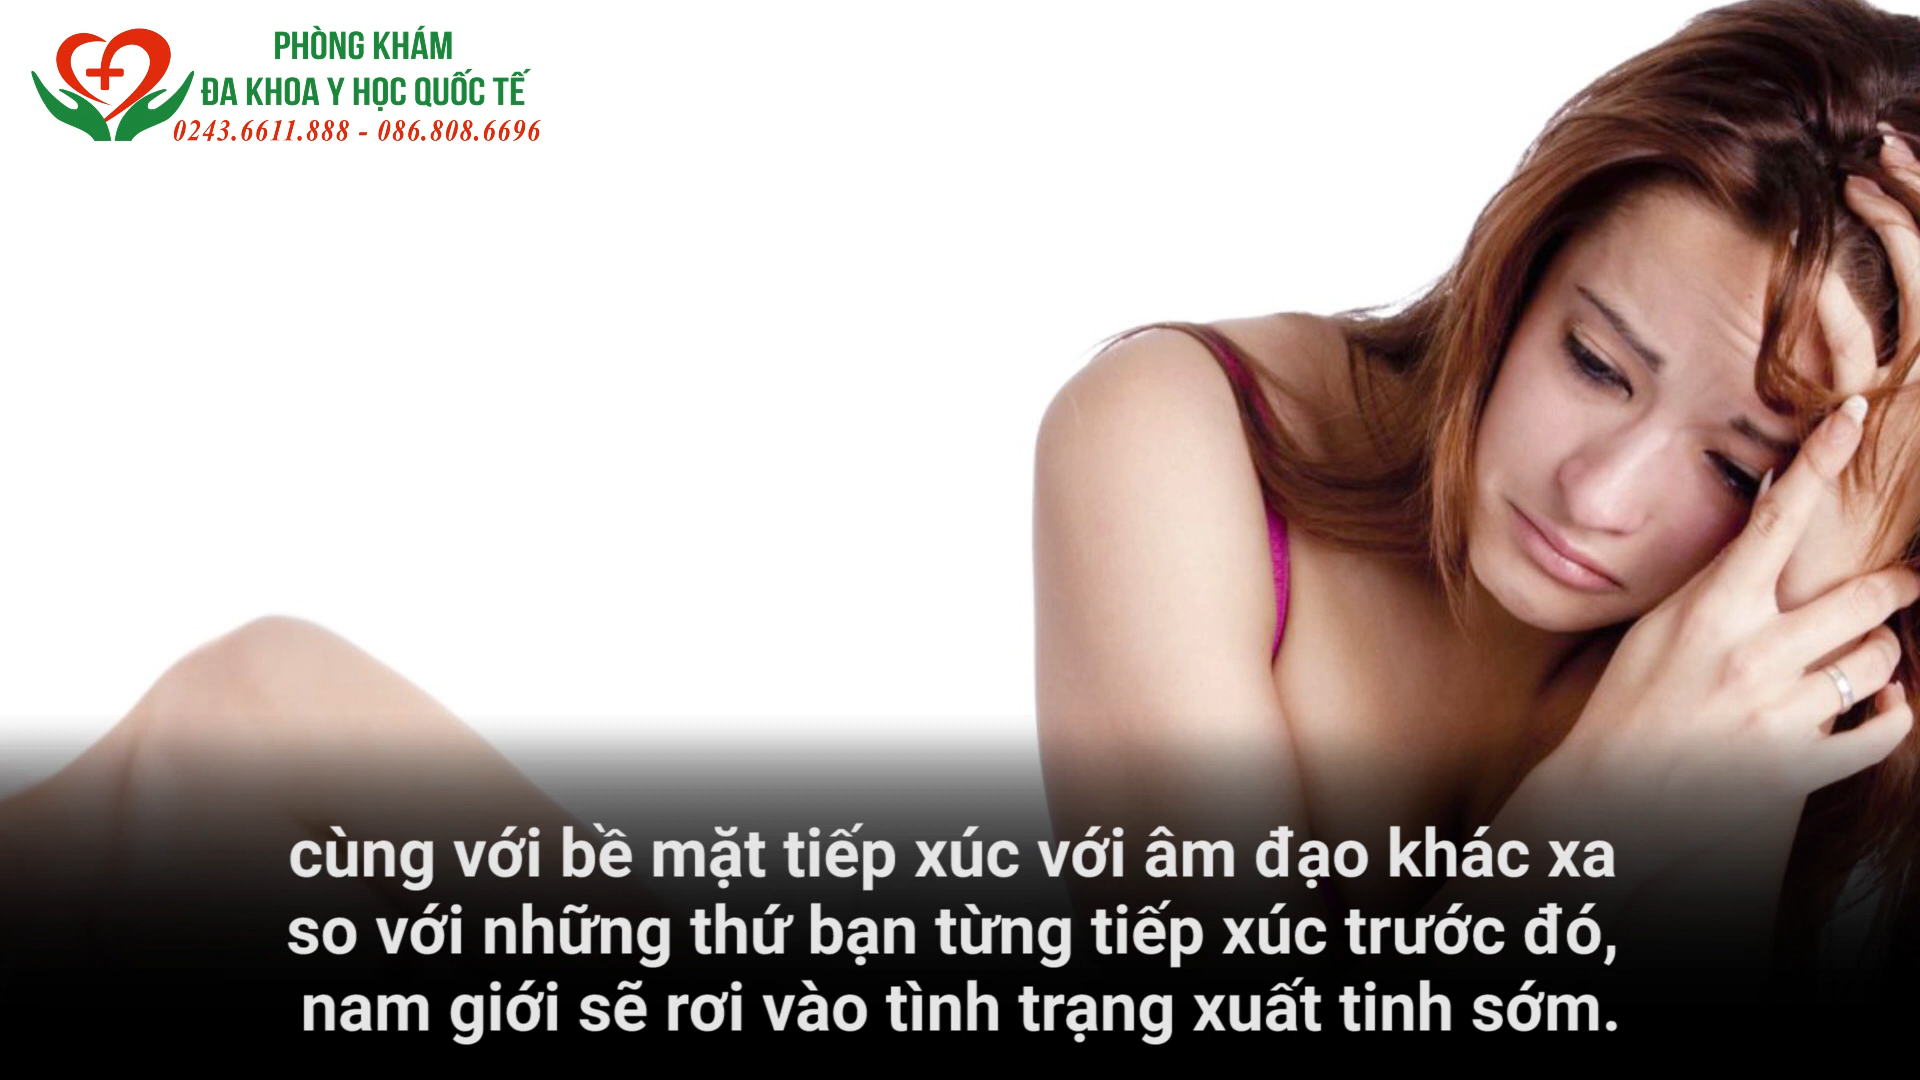 PHÒNG KHÁM
ĐA KHOA Y HỌC QUỐC TẾ
0243.6611.888 - 086.808.6696
cùng với bề mặt tiếp xúc với âm đạo khác xa
so với những thứ bạn từng tiếp xúc trước đó,
nam giới sẽ rơi vào tình trạng xuất tinh sớm.